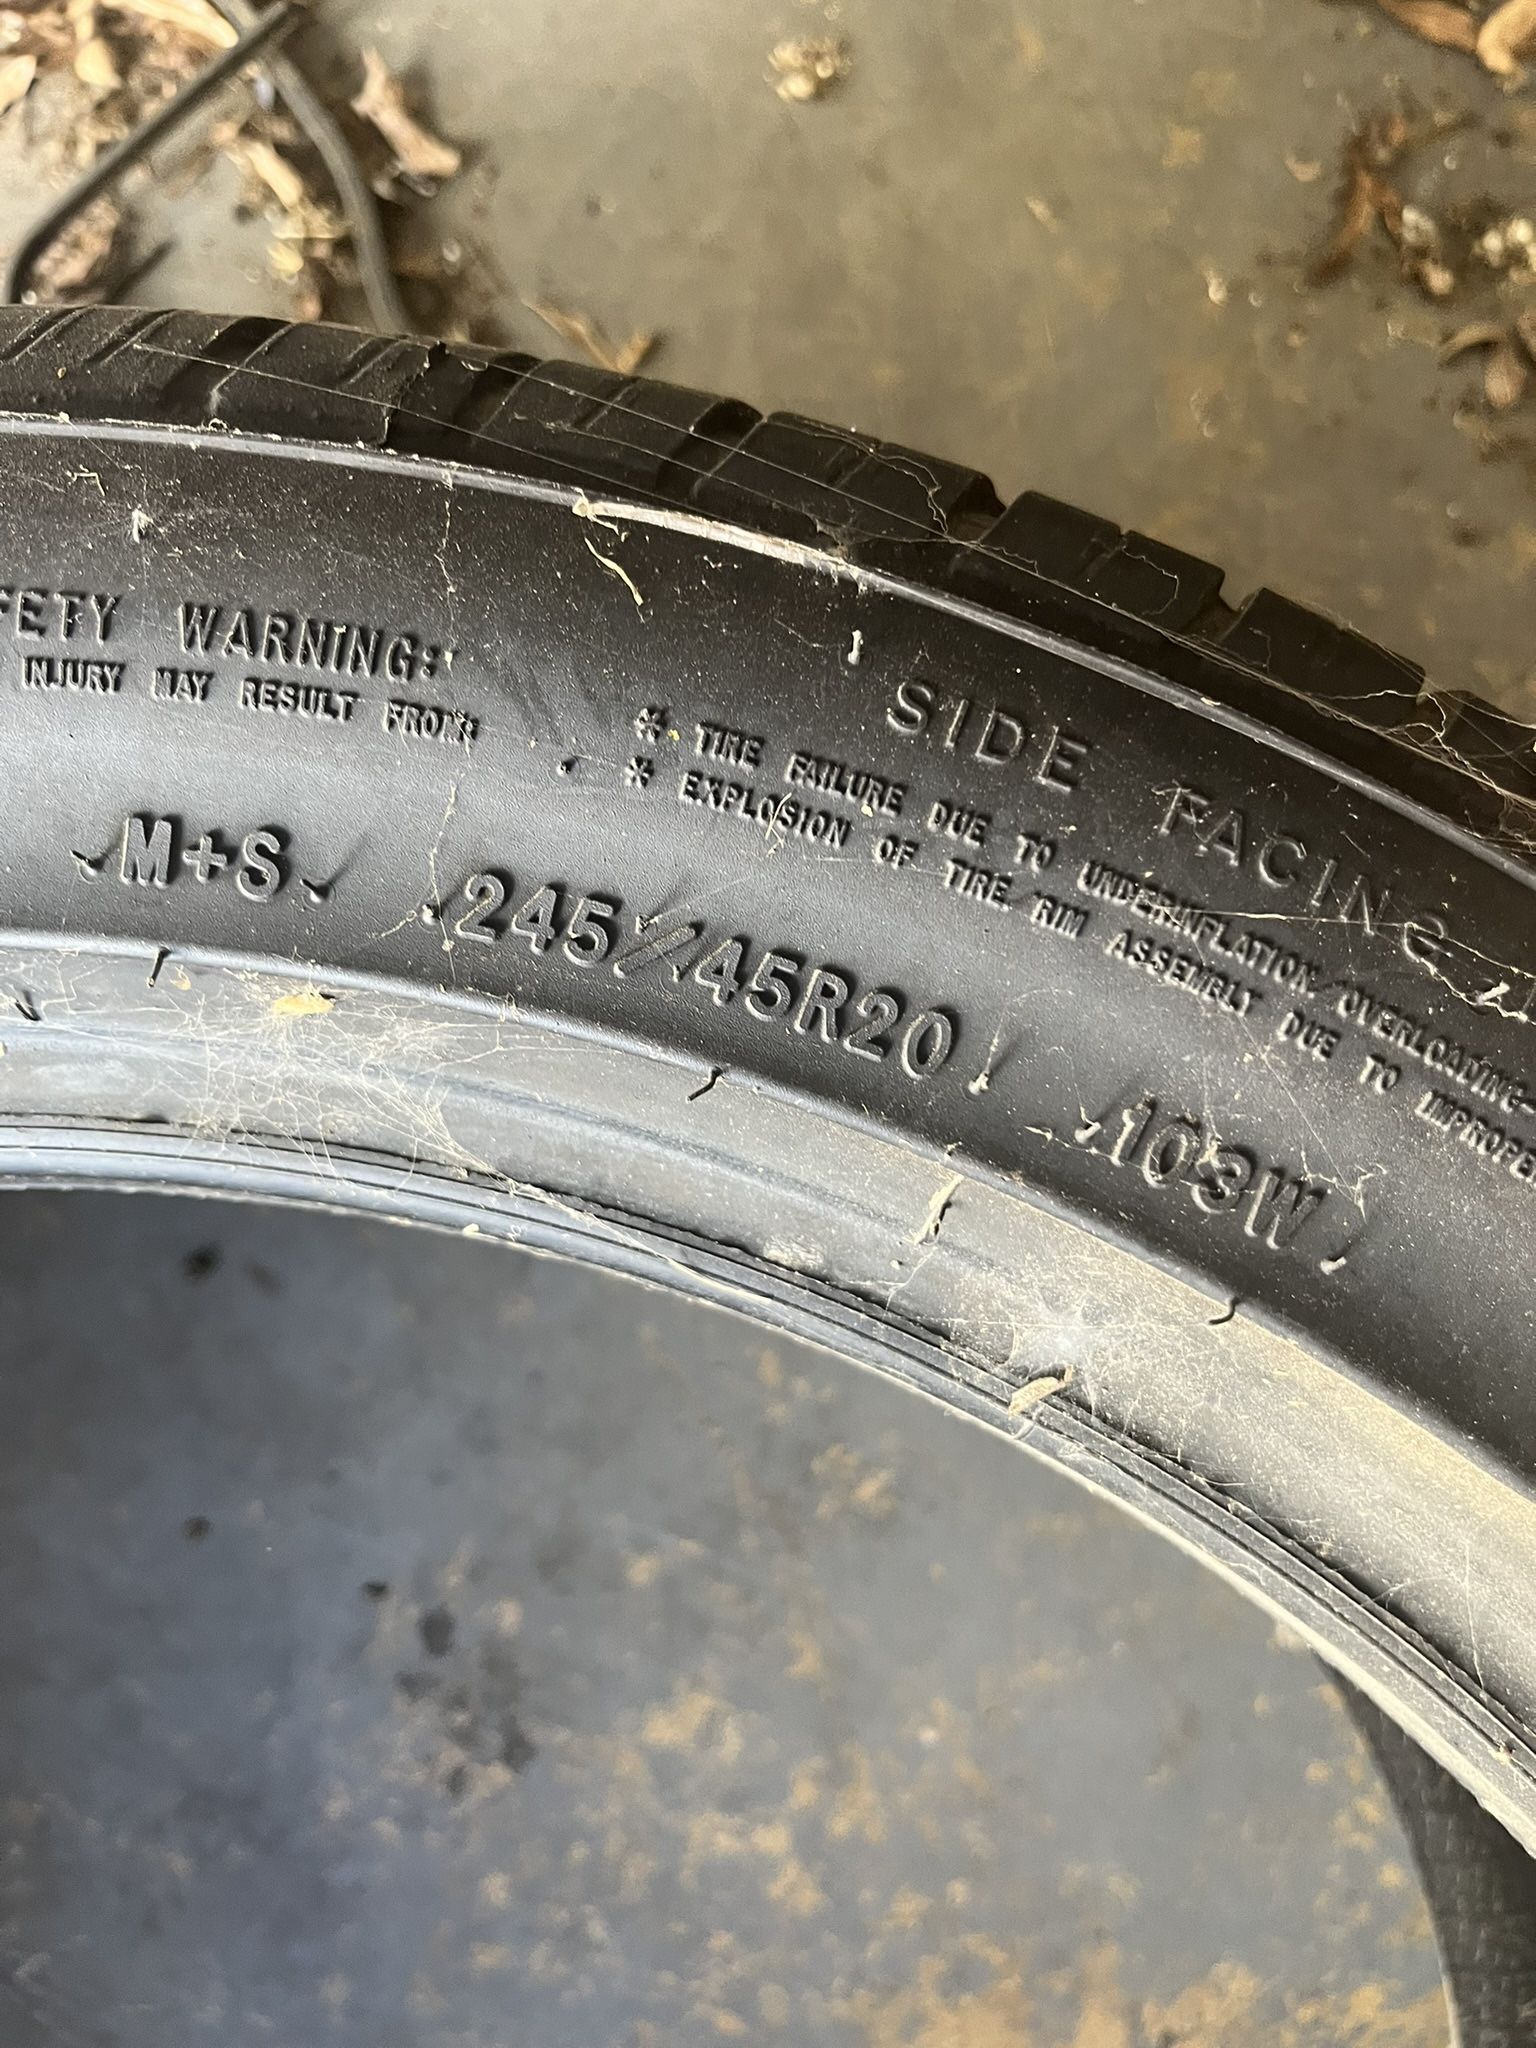 FETY WARNING:
INJURY MAY RESULT FROM:
* TIRE FAILURE DUE TO UNDERINFLATION/OVERLOADING-
* EXPLOSION OF TIRE/RIM ASSEMBLY DUE TO IMPROPE
SIDE FACING
M+S
245/45R20
103W